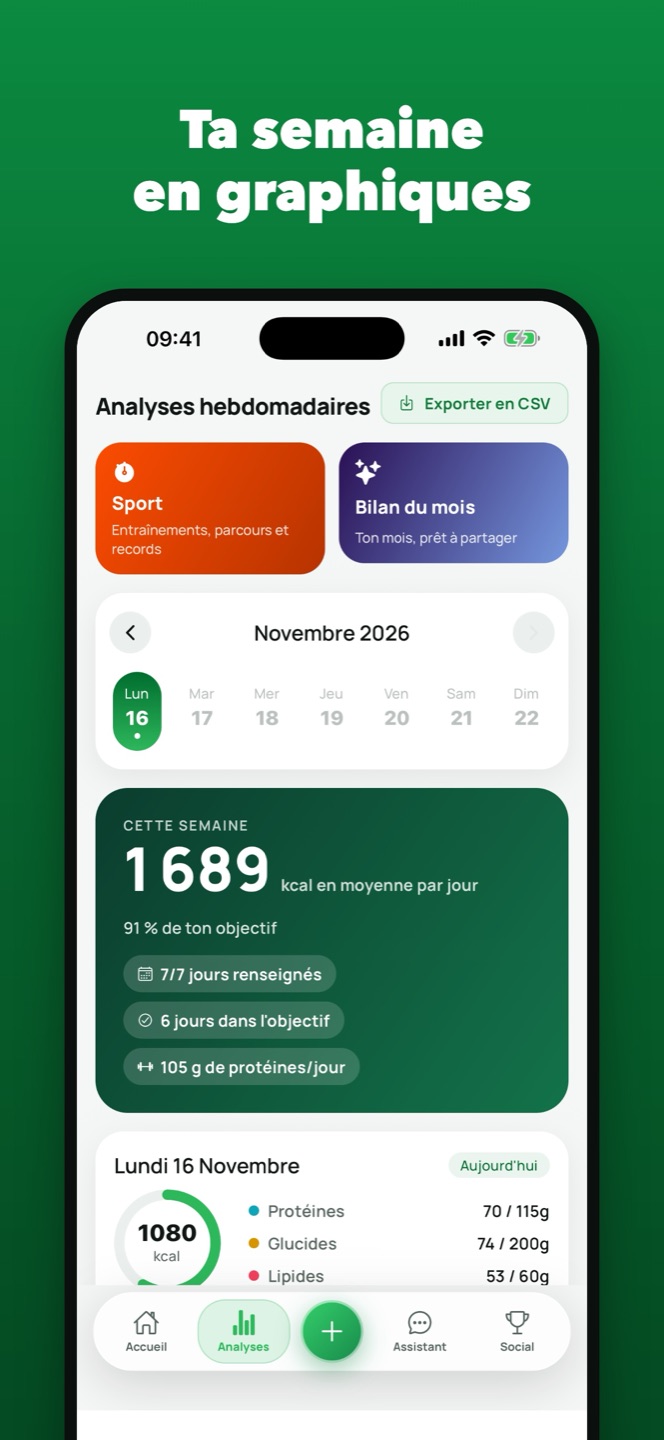 Ta semaine
en graphiques
09:41
Analyses hebdomadaires
Exporter en CSV
Sport
Entraînements, parcours et
records
Bilan du mois
Ton mois, prêt à partager
Novembre 2026
Lun Mar Mer Jeu Ven Sam Dim
16 17 18 19 20 21 22
CETTE SEMAINE
1 689 kcal en moyenne par jour
91 % de ton objectif
7/7 jours renseignés
6 jours dans l'objectif
105 g de protéines/jour
Lundi 16 Novembre
Aujourd'hui
1080
kcal
Protéines 70 / 115g
Glucides 74 / 200g
Lipides 53 / 60g
Accueil
Analyses
Assistant
Social